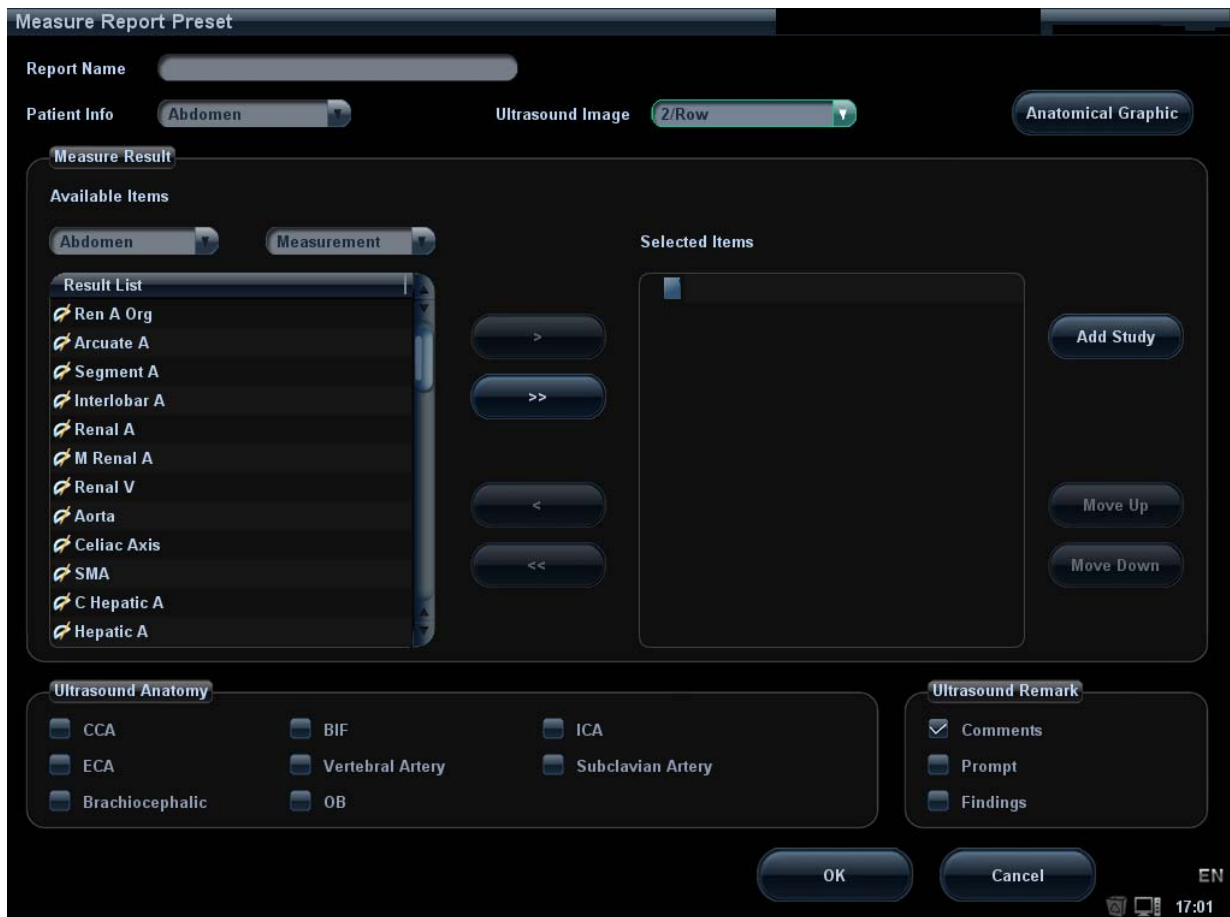 Measure Report Preset
Report Name
Patient Info Abdomen Ultrasound Image 2/Row Anatomical Graphic
Measure Result
Available Items
Abdomen Measurement Selected Items
Result List
Ren A Org
Arcuate A > Add Study
Segment A
Interlobar A >>
Renal A
M Renal A
Renal V < Move Up
Aorta
Celiac Axis << Move Down
SMA
C Hepatic A
Hepatic A
Ultrasound Anatomy Ultrasound Remark
CCA BIF ICA Comments
ECA Vertebral Artery Subclavian Artery Prompt
Brachiocephalic OB Findings
OK Cancel EN
17:01